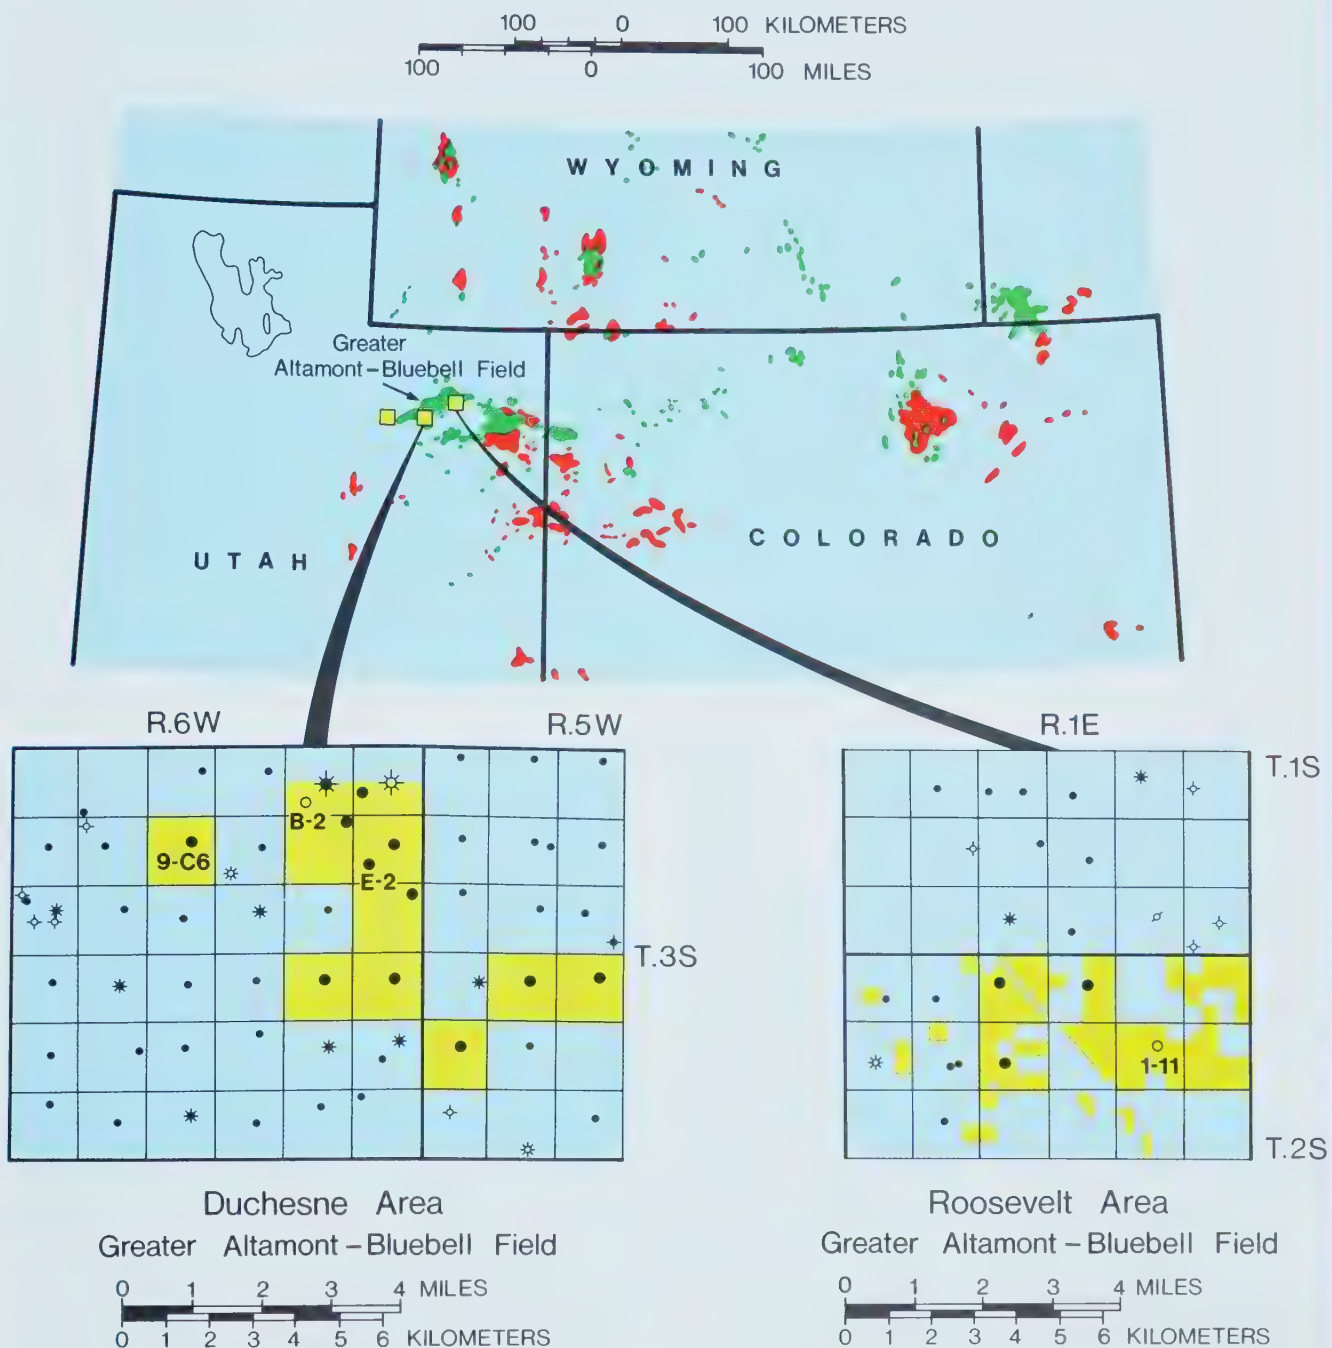 100 0 100 KILOMETERS
100 0 100 MILES
WYOMING
Greater
Altamont–Bluebell Field
UTAH
COLORADO
R.6W R.5W R.1E
T.1S
B-2
9-C6
E-2
T.3S
1-11
T.2S
Duchesne Area
Greater Altamont–Bluebell Field
0 1 2 3 4 MILES
0 1 2 3 4 5 6 KILOMETERS
Roosevelt Area
Greater Altamont–Bluebell Field
0 1 2 3 4 MILES
0 1 2 3 4 5 6 KILOMETERS